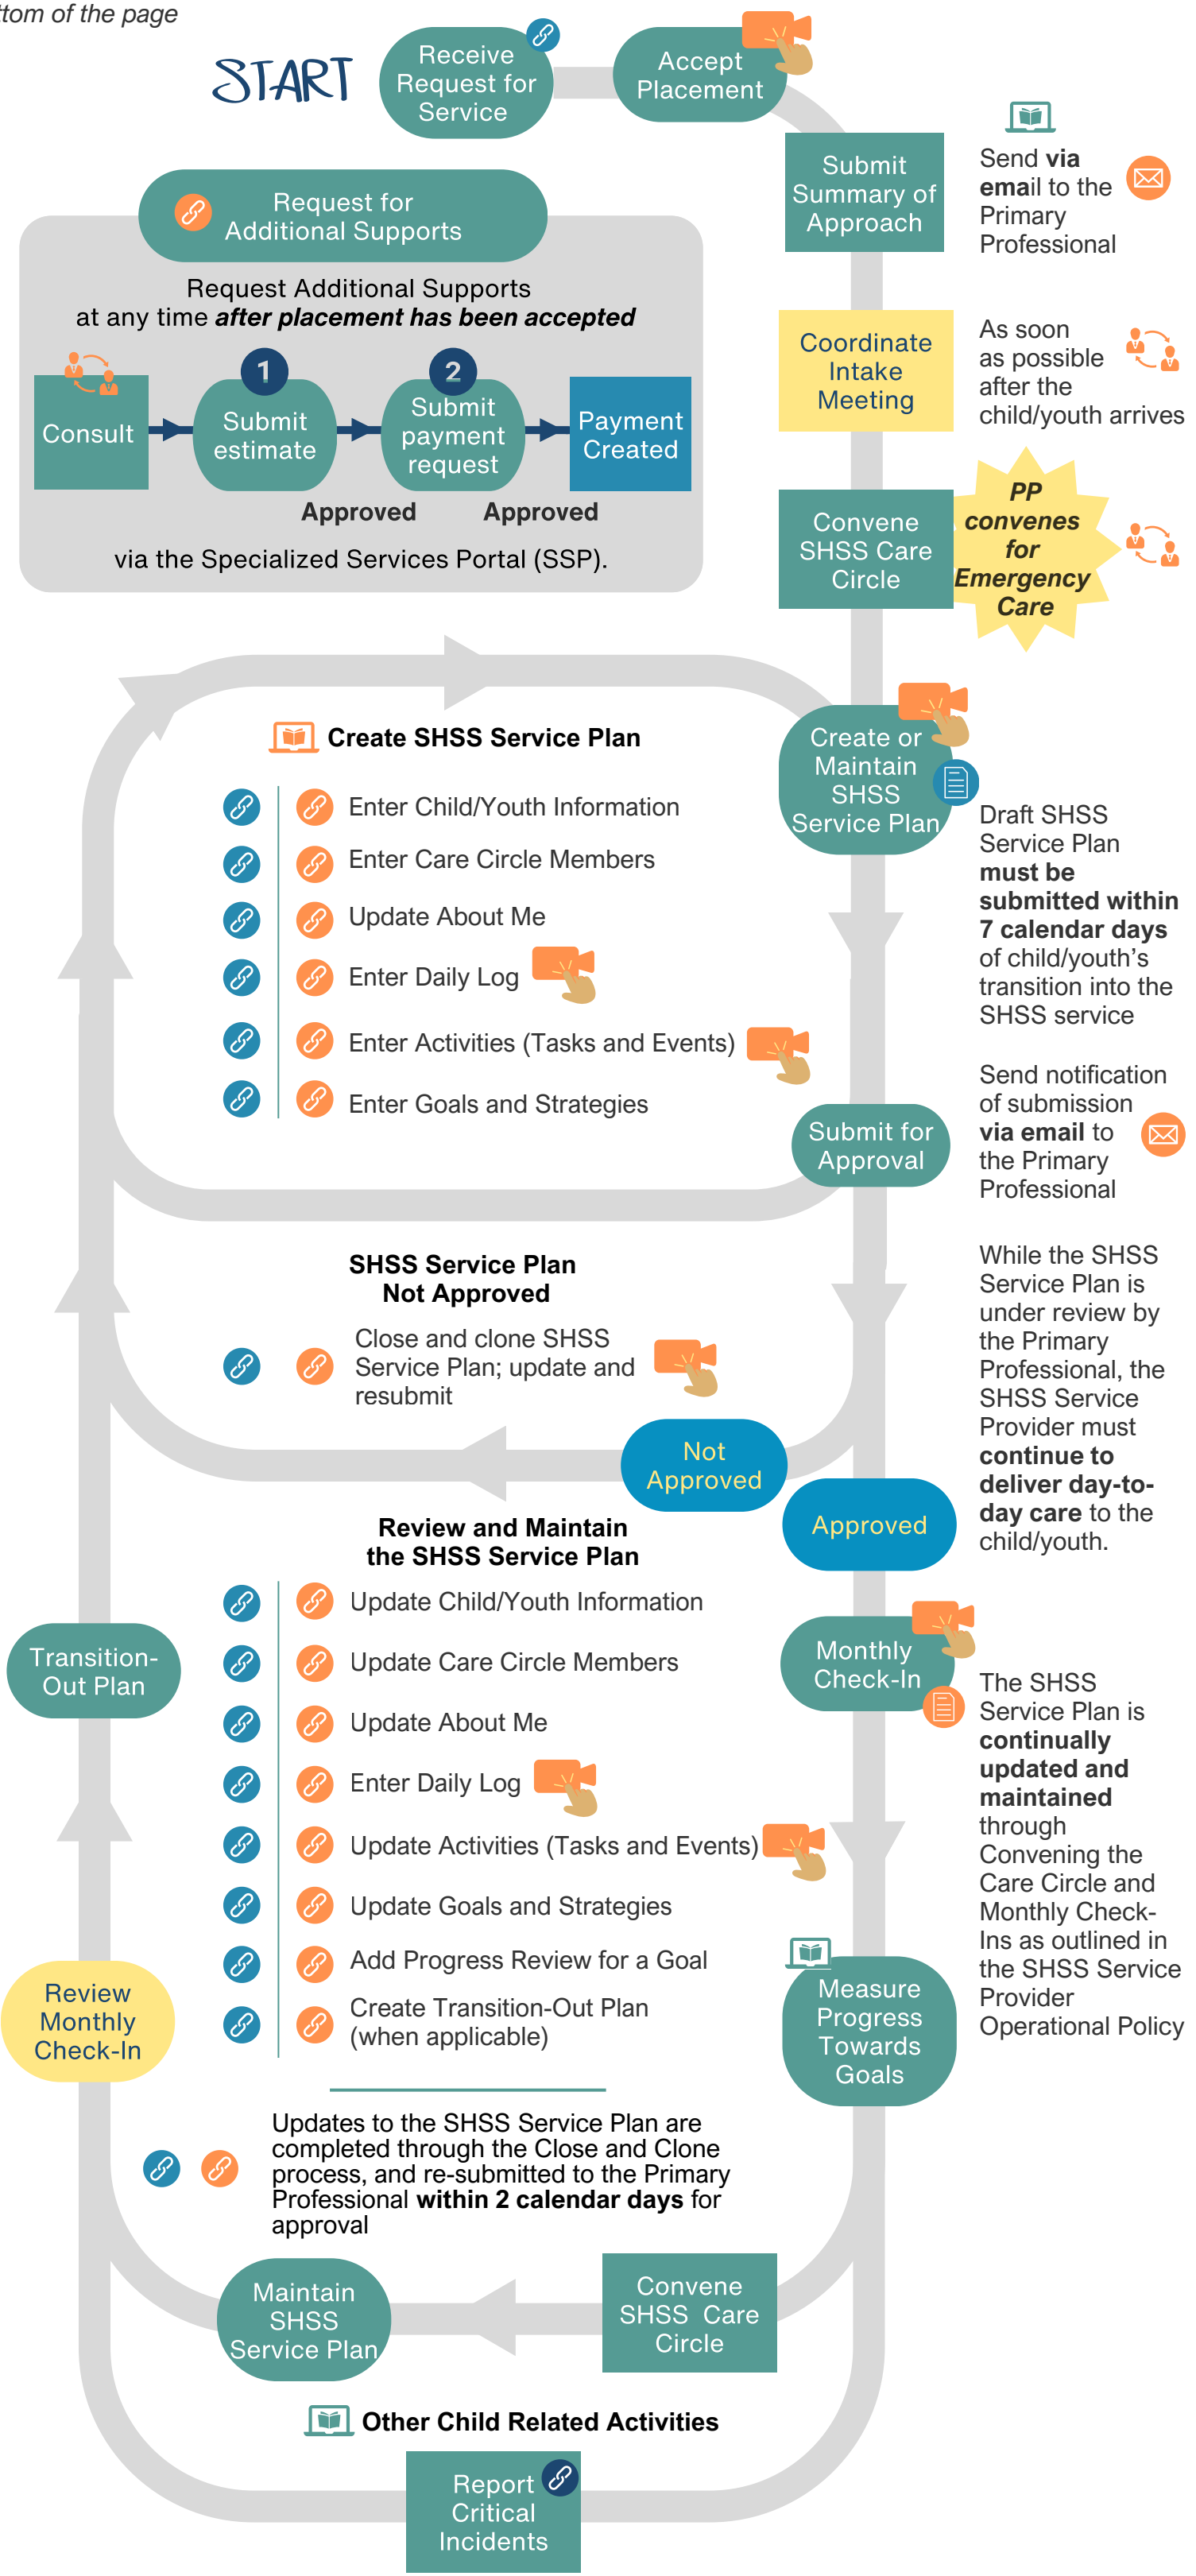 ttom of the page
START
Receive
Request for
Service
Accept
Placement
Submit
Summary of
Approach
Send via
email to the
Primary
Professional
Request for
Additional Supports
Request Additional Supports
at any time after placement has been accepted
Consult
1
Submit
estimate
2
Submit
payment
request
Payment
Created
Approved
Approved
via the Specialized Services Portal (SSP).
Coordinate
Intake
Meeting
As soon
as possible
after the
child/youth arrives
Convene
SHSS Care
Circle
PP
convenes
for
Emergency
Care
Create or
Maintain
SHSS
Service Plan
Draft SHSS
Service Plan
must be
submitted within
7 calendar days
of child/youth's
transition into the
SHSS service
Create SHSS Service Plan
Enter Child/Youth Information
Enter Care Circle Members
Update About Me
Enter Daily Log
Enter Activities (Tasks and Events)
Enter Goals and Strategies
Submit for
Approval
Send notification
of submission
via email to
the Primary
Professional
SHSS Service Plan
Not Approved
Close and clone SHSS
Service Plan; update and
resubmit
While the SHSS
Service Plan is
under review by
the Primary
Professional, the
SHSS Service
Provider must
continue to
deliver day-to-
day care to the
child/youth.
Not
Approved
Approved
Review and Maintain
the SHSS Service Plan
Update Child/Youth Information
Update Care Circle Members
Update About Me
Enter Daily Log
Update Activities (Tasks and Events)
Update Goals and Strategies
Add Progress Review for a Goal
Create Transition-Out Plan
(when applicable)
Transition-
Out Plan
Monthly
Check-In
The SHSS
Service Plan is
continually
updated and
maintained
through
Convening the
Care Circle and
Monthly Check-
Ins as outlined in
the SHSS Service
Provider
Operational Policy
Review
Monthly
Check-In
Measure
Progress
Towards
Goals
Updates to the SHSS Service Plan are
completed through the Close and Clone
process, and re-submitted to the Primary
Professional within 2 calendar days for
approval
Maintain
SHSS
Service Plan
Convene
SHSS Care
Circle
Other Child Related Activities
Report
Critical
Incidents